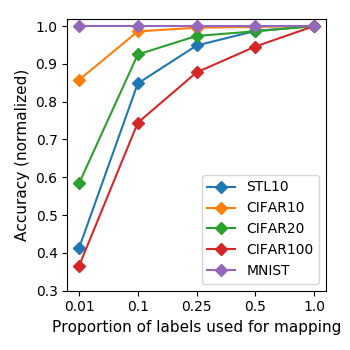 1.0
0.9
0.8
0.7
0.6
0.5
0.4
0.3
Accuracy (normalized)
STL10
CIFAR10
CIFAR20
CIFAR100
MNIST
0.01 0.1 0.25 0.5 1.0
Proportion of labels used for mapping